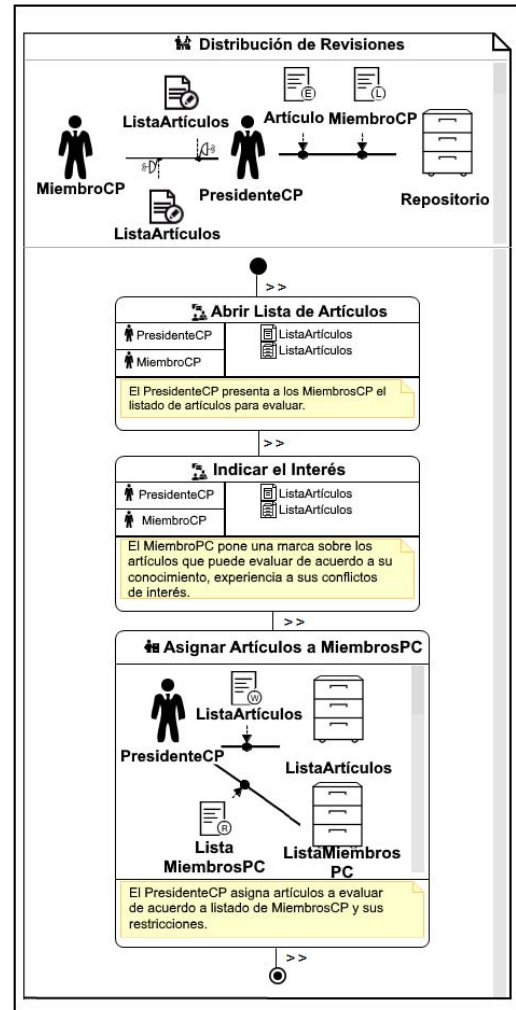 Distribución de Revisiones
E
L
ListaArtículos
Artículo
MiembroCP
MiembroCP
PresidenteCP
Repositorio
ListaArtículos
>>
Abrir Lista de Artículos
PresidenteCP
MiembroCP
ListaArtículos
ListaArtículos
El PresidenteCP presenta a los MiembrosCP el
listado de artículos para evaluar.
>>
Indicar el Interés
PresidenteCP
MiembroCP
ListaArtículos
ListaArtículos
El MiembroPC pone una marca sobre los
artículos que puede evaluar de acuerdo a su
conocimiento, experiencia a sus conflictos
de interés.
>>
Asignar Artículos a MiembrosPC
W
ListaArtículos
PresidenteCP
ListaArtículos
R
Lista
MiembrosPC
ListaMiembros
PC
El PresidenteCP asigna artículos a evaluar
de acuerdo a listado de MiembrosCP y sus
restricciones.
>>